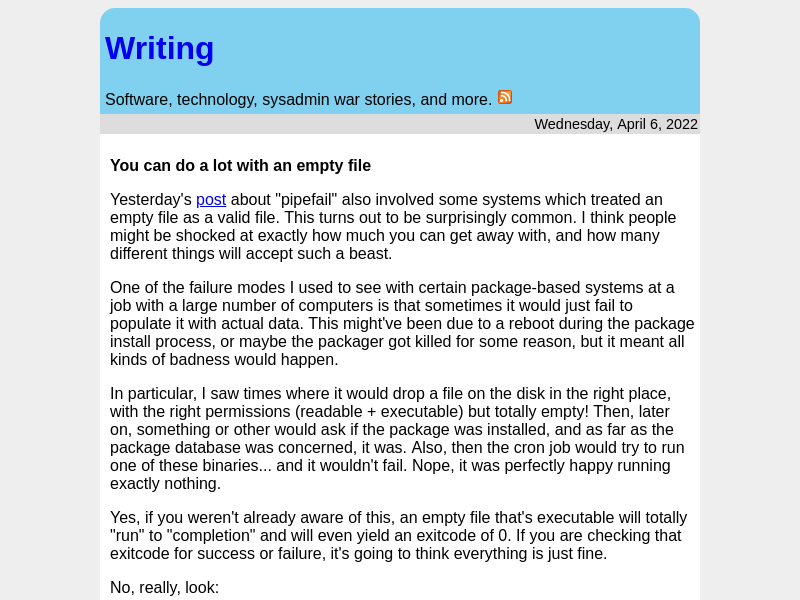 Writing
Software, technology, sysadmin war stories, and more.
Wednesday, April 6, 2022
You can do a lot with an empty file
Yesterday's post about "pipefail" also involved some systems which treated an
empty file as a valid file. This turns out to be surprisingly common. I think people
might be shocked at exactly how much you can get away with, and how many
different things will accept such a beast.
One of the failure modes I used to see with certain package-based systems at a
job with a large number of computers is that sometimes it would just fail to
populate it with actual data. This might've been due to a reboot during the package
install process, or maybe the packager got killed for some reason, but it meant all
kinds of badness would happen.
In particular, I saw times where it would drop a file on the disk in the right place,
with the right permissions (readable + executable) but totally empty! Then, later
on, something or other would ask if the package was installed, and as far as the
package database was concerned, it was. Also, then the cron job would try to run
one of these binaries... and it wouldn't fail. Nope, it was perfectly happy running
exactly nothing.
Yes, if you weren't already aware of this, an empty file that's executable will totally
"run" to "completion" and will even yield an exitcode of 0. If you are checking that
exitcode for success or failure, it's going to think everything is just fine.
No, really, look: